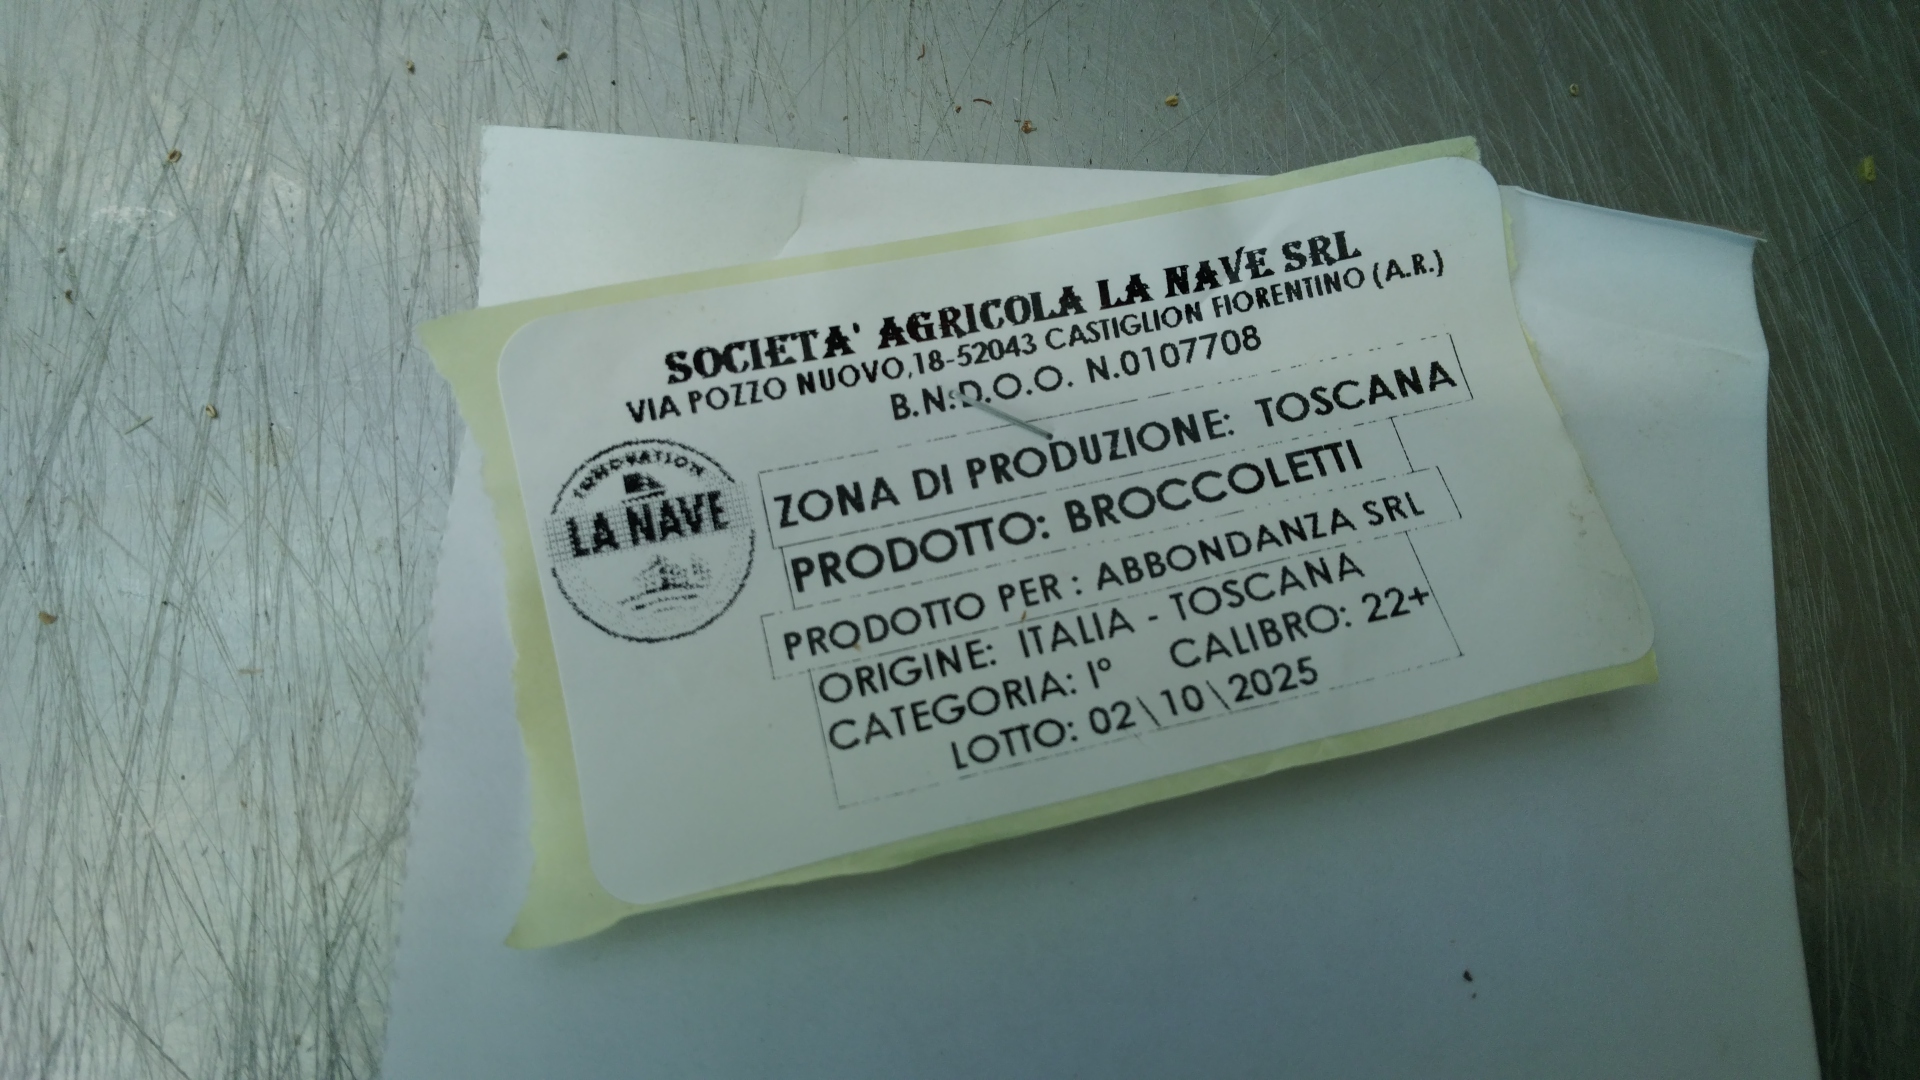 SOCIETA' AGRICOLA LA NAVE SRL
VIA POZZO NUOVO,18-52043 CASTIGLION FIORENTINO (A.R.)
B.N.D.O.O. N.0107708
INNOVATION
LA NAVE
ZONA DI PRODUZIONE: TOSCANA
PRODOTTO: BROCCOLETTI
PRODOTTO PER : ABBONDANZA SRL
ORIGINE: ITALIA - TOSCANA
CATEGORIA: I° CALIBRO: 22+
LOTTO: 02\10\2025